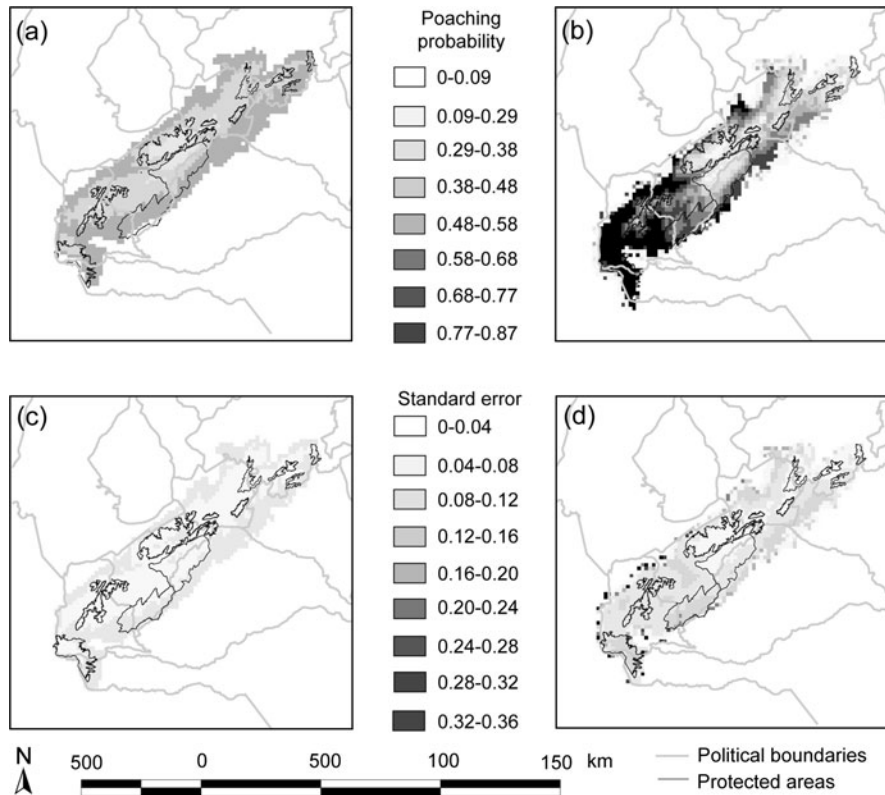 (a)
Poaching
probability
0-0.09
0.09-0.29
0.29-0.38
0.38-0.48
0.48-0.58
0.58-0.68
0.68-0.77
0.77-0.87
(b)
(c)
Standard error
0-0.04
0.04-0.08
0.08-0.12
0.12-0.16
0.16-0.20
0.20-0.24
0.24-0.28
0.28-0.32
0.32-0.36
(d)
N
500 0 500 100 150 km
Political boundaries
Protected areas